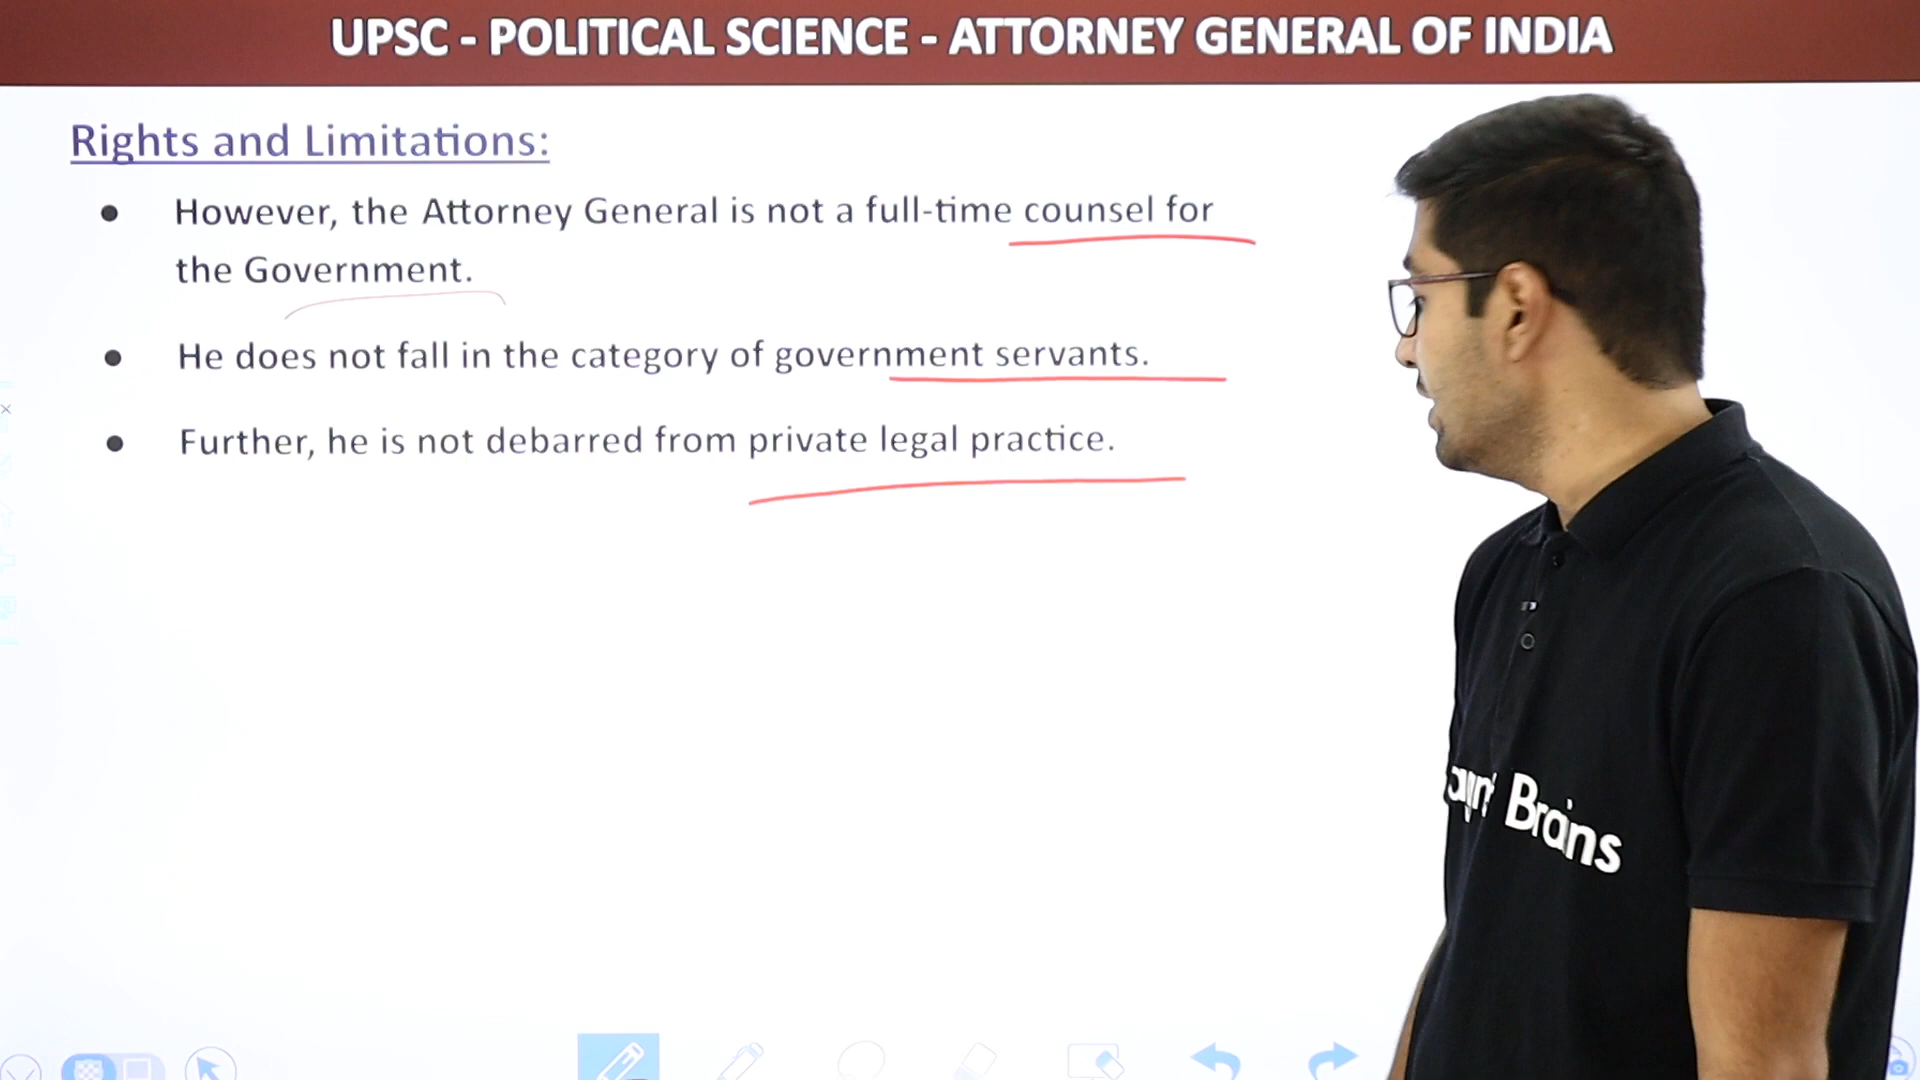 UPSC - POLITICAL SCIENCE - ATTORNEY GENERAL OF INDIA
Rights and Limitations:
However, the Attorney General is not a full-time counsel for
the Government.
He does not fall in the category of government servants.
Further, he is not debarred from private legal practice.
Brains